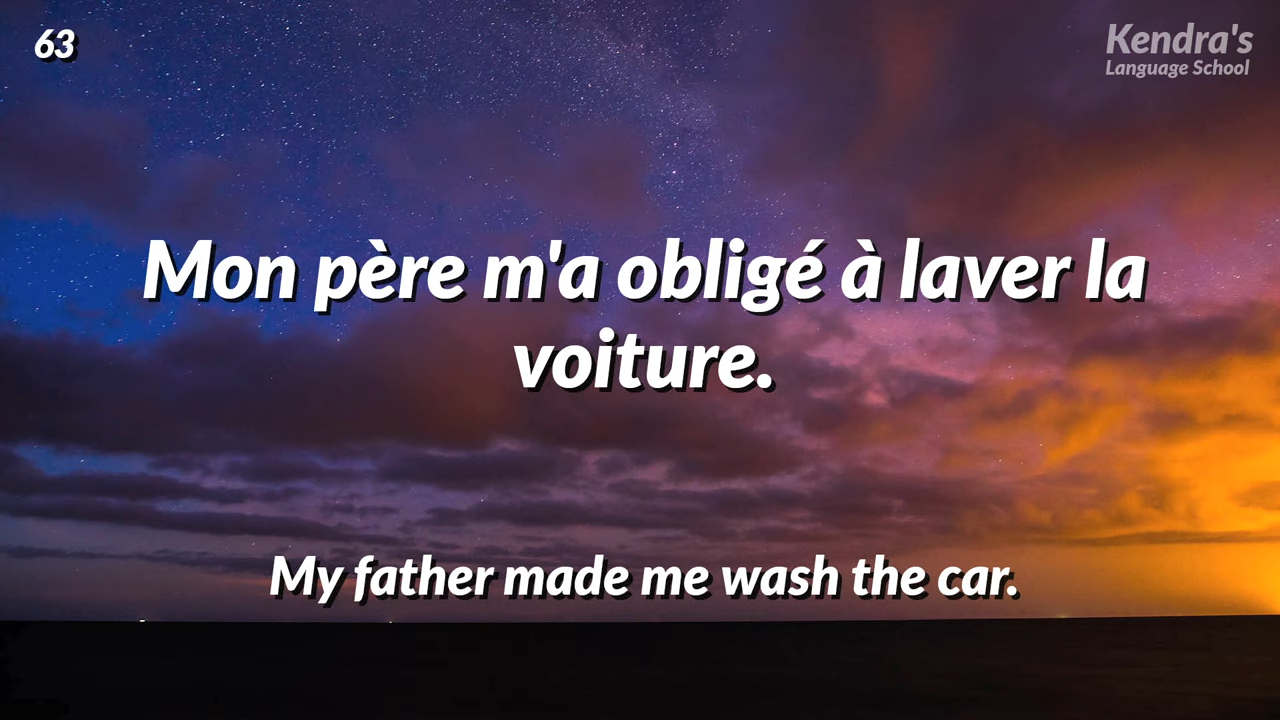 63
Kendra's
Language School
Mon père m'a obligé à laver la
voiture.
My father made me wash the car.